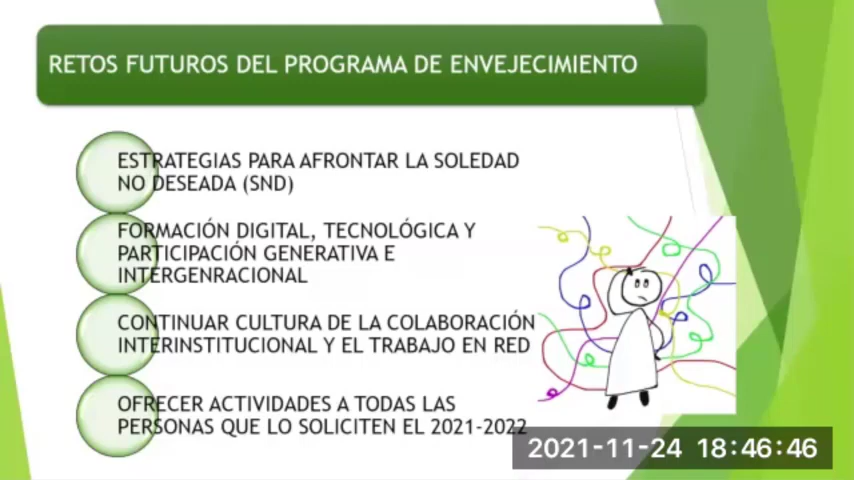 RETOS FUTUROS DEL PROGRAMA DE ENVEJECIMIENTO
ESTRATEGIAS PARA AFRONTAR LA SOLEDAD
NO DESEADA (SND)
FORMACIÓN DIGITAL, TECNOLÓGICA Y
PARTICIPACIÓN GENERATIVA E
INTERGENRACIONAL
CONTINUAR CULTURA DE LA COLABORACIÓN
INTERINSTITUCIONAL Y EL TRABAJO EN RED
OFRECER ACTIVIDADES A TODAS LAS
PERSONAS QUE LO SOLICITEN EL 2021-2022
2021-11-24 18:46:46